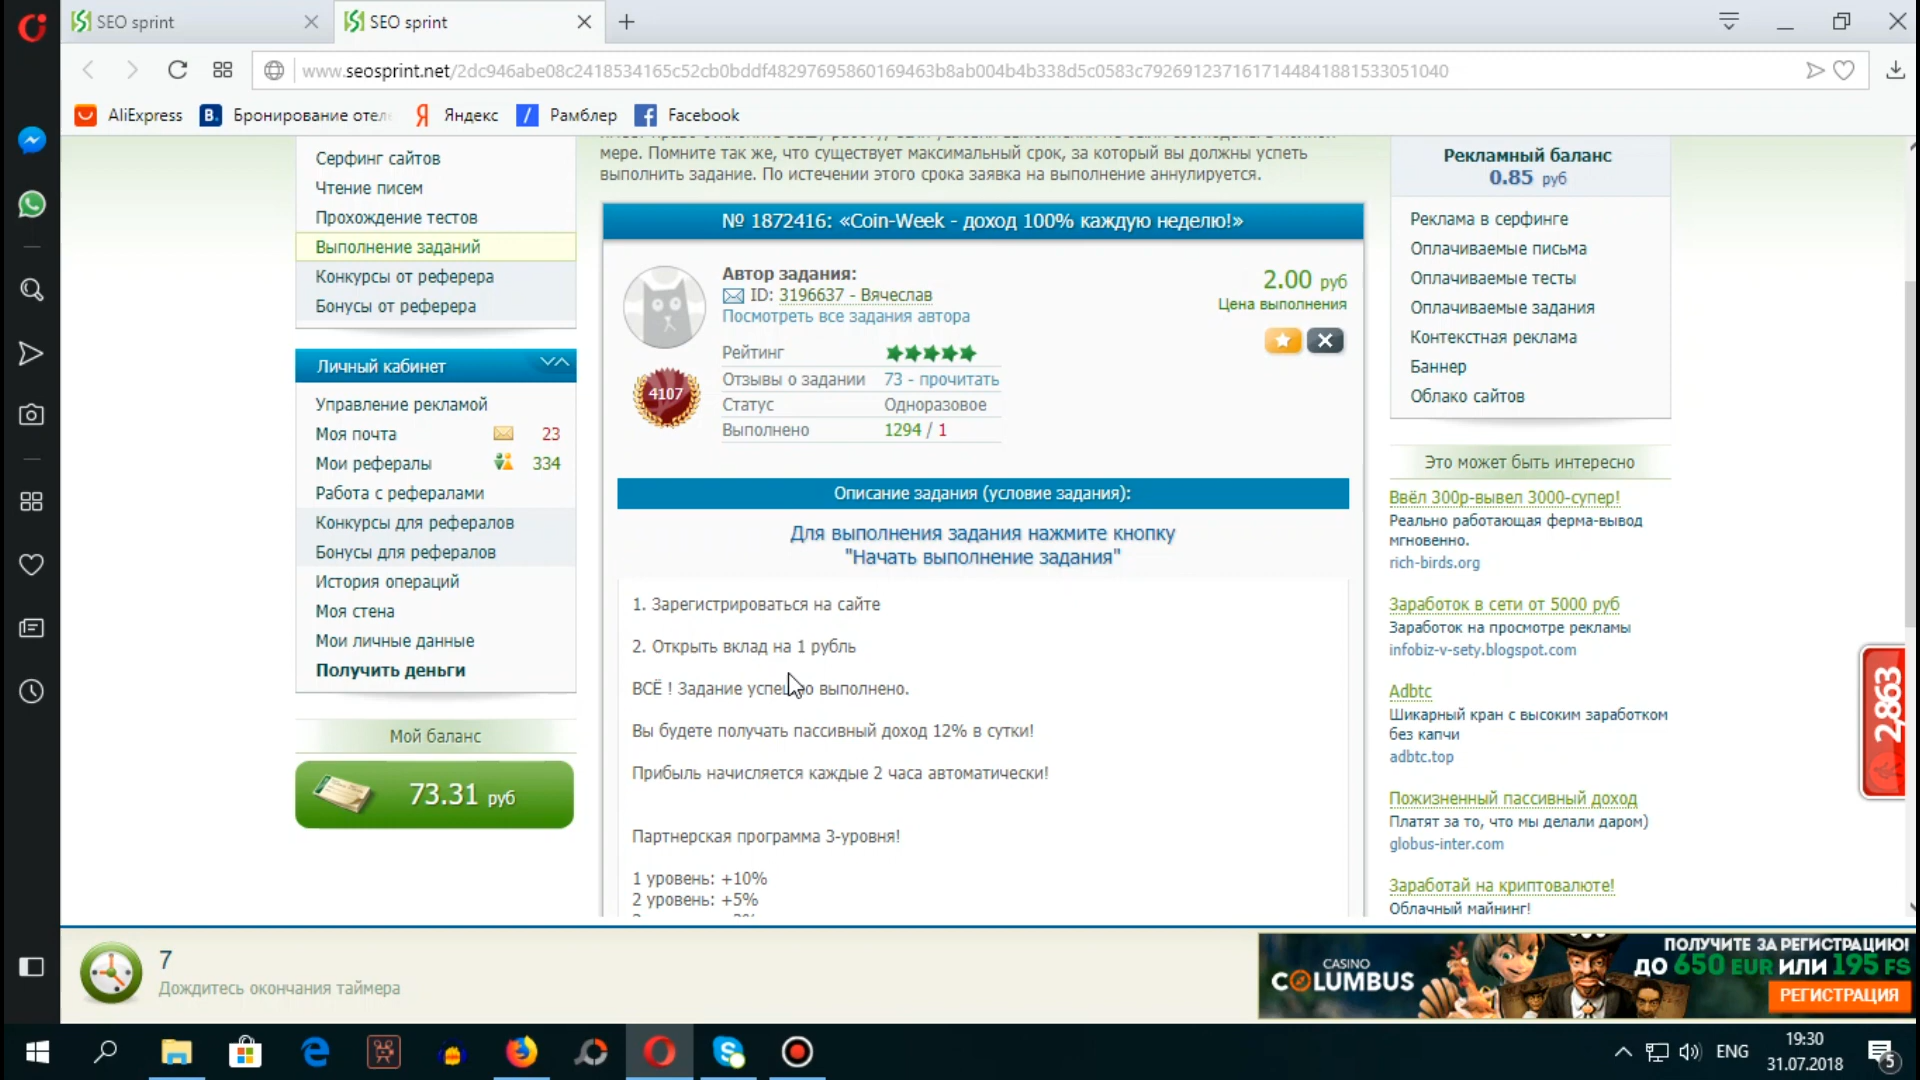 SEO sprint
SEO sprint
www.seosprint.net/2dc946abe08c2418534165c52cb0bddf48297695860169463b8ab004b4b338d5c0583c792691237161714484188153305​1040
AliExpress
B. Бронирование отел
Яндекс
Рамблер
Facebook
Серфинг сайтов
Чтение писем
Прохождение тестов
Выполнение заданий
Конкурсы от реферера
Бонусы от реферера
Личный кабинет
Управление рекламой
Моя почта 23
Мои рефералы 334
Работа с рефералами
Конкурсы для рефералов
Бонусы для рефералов
История операций
Моя стена
Мои личные данные
Получить деньги
Мой баланс
73.31 руб
мере. Помните так же, что существует максимальный срок, за который вы должны успеть
выполнить задание. По истечении этого срока заявка на выполнение аннулируется.
№ 1872416: «Coin-Week - доход 100% каждую неделю!»
Автор задания:
ID: 3196637 - Вячеслав
Посмотреть все задания автора
2.00 руб
Цена выполнения
4107
Рейтинг
Отзывы о задании 73 - прочитать
Статус Одноразовое
Выполнено 1294 / 1
Описание задания (условие задания):
Для выполнения задания нажмите кнопку
"Начать выполнение задания"
1. Зарегистрироваться на сайте
2. Открыть вклад на 1 рубль
ВСЁ ! Задание успешно выполнено.
Вы будете получать пассивный доход 12% в сутки!
Прибыль начисляется каждые 2 часа автоматически!
Партнерская программа 3-уровня!
1 уровень: +10%
2 уровень: +5%
Рекламный баланс
0.85 руб
Реклама в серфинге
Оплачиваемые письма
Оплачиваемые тесты
Оплачиваемые задания
Контекстная реклама
Баннер
Облако сайтов
Это может быть интересно
Ввёл 300р-вывел 3000-супер!
Реально работающая ферма-вывод
мгновенно.
rich-birds.org
Заработок в сети от 5000 руб
Заработок на просмотре рекламы
infobiz-v-sety.blogspot.com
Adbtc
Шикарный кран с высоким заработком
без капчи
adbtc.top
Пожизненный пассивный доход
Платят за то, что мы делали даром)
globus-inter.com
Заработай на криптовалюте!
Облачный майнинг!
2,863
7
Дождитесь окончания таймера
CASINO
COLUMBUS
ПОЛУЧИТЕ ЗА РЕГИСТРАЦИЮ!
ДО 650 EUR ИЛИ 195 FS
РЕГИСТРАЦИЯ
ENG
19:30
31.07.2018
5